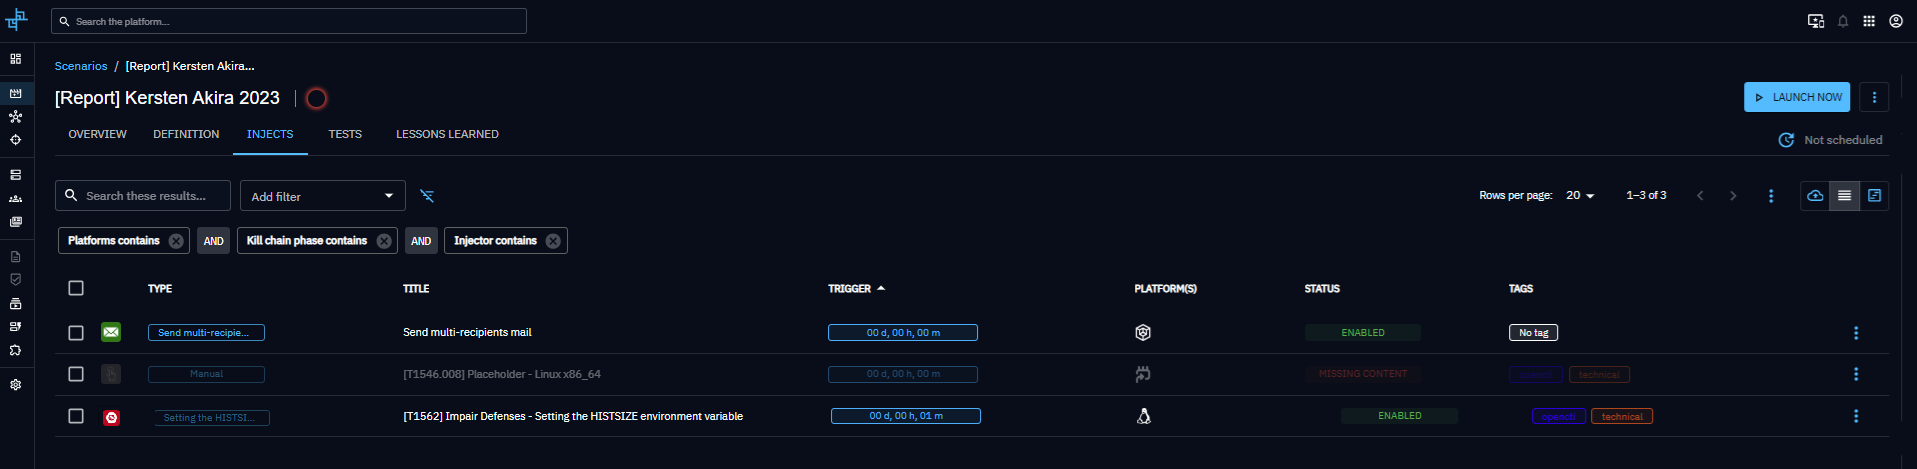 Search the platform...
Scenarios / [Report] Kersten Akira...
[Report] Kersten Akira 2023
LAUNCH NOW
OVERVIEW DEFINITION INJECTS TESTS LESSONS LEARNED
Not scheduled
Search these results... Add filter
Rows per page: 20 1–3 of 3
Platforms contains AND Kill chain phase contains AND Injector contains
TYPE TITLE TRIGGER PLATFORM(S) STATUS TAGS
Send multi-recipie... Send multi-recipients mail 00 d, 00 h, 00 m ENABLED No tag
Manual [T1546.008] Placeholder - Linux x86_64 00 d, 00 h, 00 m MISSING CONTENT opencti technical
Setting the HISTSI... [T1562] Impair Defenses - Setting the HISTSIZE environment variable 00 d, 00 h, 01 m ENABLED opencti technical